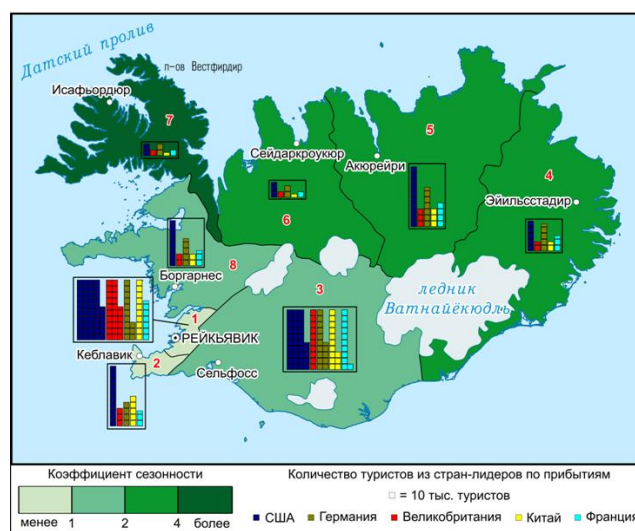 Датский пролив
п-ов Вестфирдир
Исафьордюр
7
5
Сейдаркроукюр
Акюрейри
4
Эйильсстадир
6
8
Боргарнес
3
ледник
Ватнайёкюдль
1
РЕЙКЬЯВИК
Кеблавик
2
Сельфосс
Коэффициент сезонности
менее 1 2 4 более
Количество туристов из стран-лидеров по прибытиям
= 10 тыс. туристов
США Германия Великобритания Китай Франция